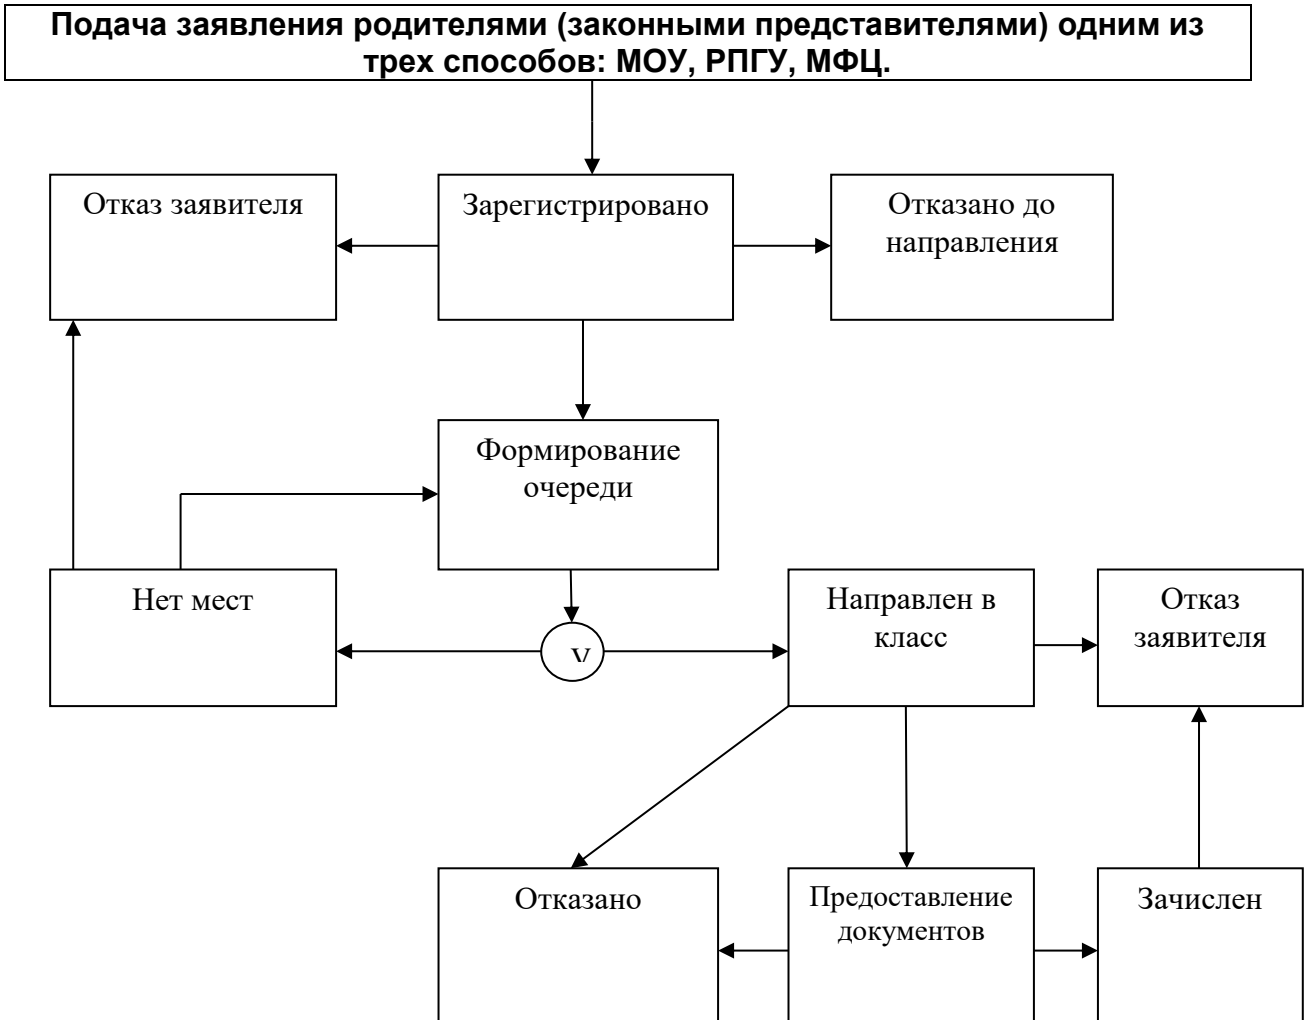 Подача заявления родителями (законными представителями) одним из
трех способов: МОУ, РПГУ, МФЦ.
Отказ заявителя
Зарегистрировано
Отказано до
направления
Формирование
очереди
Нет мест
v
Направлен в
класс
Отказ
заявителя
Отказано
Предоставление
документов
Зачислен